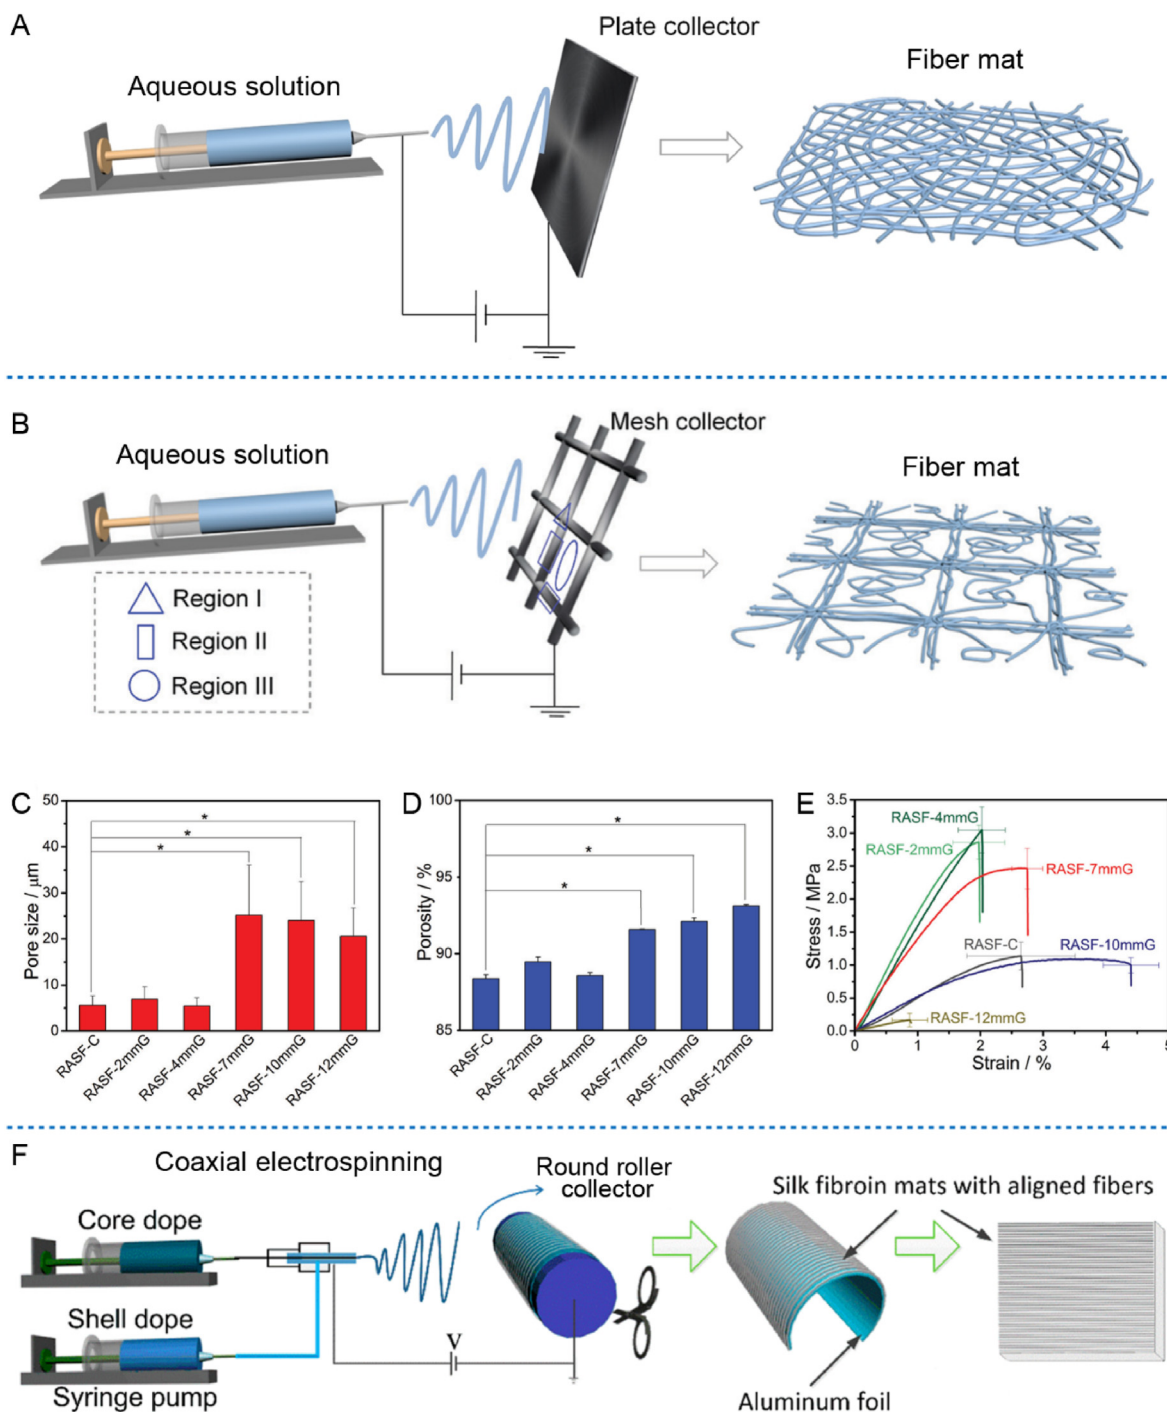 A
Plate collector
Aqueous solution
Fiber mat
B
Mesh collector
Aqueous solution
Fiber mat
Region I
Region II
Region III
C
50
40
30
20
10
0
Pore size / μm
*
*
*
RASF-C
RASF-2mmG
RASF-4mmG
RASF-7mmG
RASF-10mmG
RASF-12mmG
D
100
95
90
85
Porosity / %
*
*
*
RASF-C
RASF-2mmG
RASF-4mmG
RASF-7mmG
RASF-10mmG
RASF-12mmG
E
3.5
3.0
2.5
2.0
1.5
1.0
0.5
0.0
Stress / MPa
RASF-4mmG
RASF-2mmG
RASF-7mmG
RASF-C
RASF-10mmG
RASF-12mmG
0
1
2
3
4
5
Strain / %
F
Coaxial electrospinning
Round roller
collector
Silk fibroin mats with aligned fibers
Core dope
Shell dope
V
Syringe pump
Aluminum foil